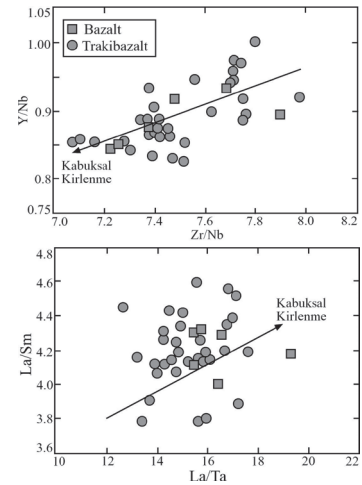 1.05
Bazalt
Trakibazalt
1.00
Y/Nb
0.9
Kabuksal
Kirlenme
0.8
0.75
7.0 7.2 7.4 7.6 7.8 8.0
Zr/Nb
4.8
4.6
4.4
Kabuksal
Kirlenme
La/Sm
4.2
4.0
3.8
3.6
10 12 14 16 18 20 22
La/Ta